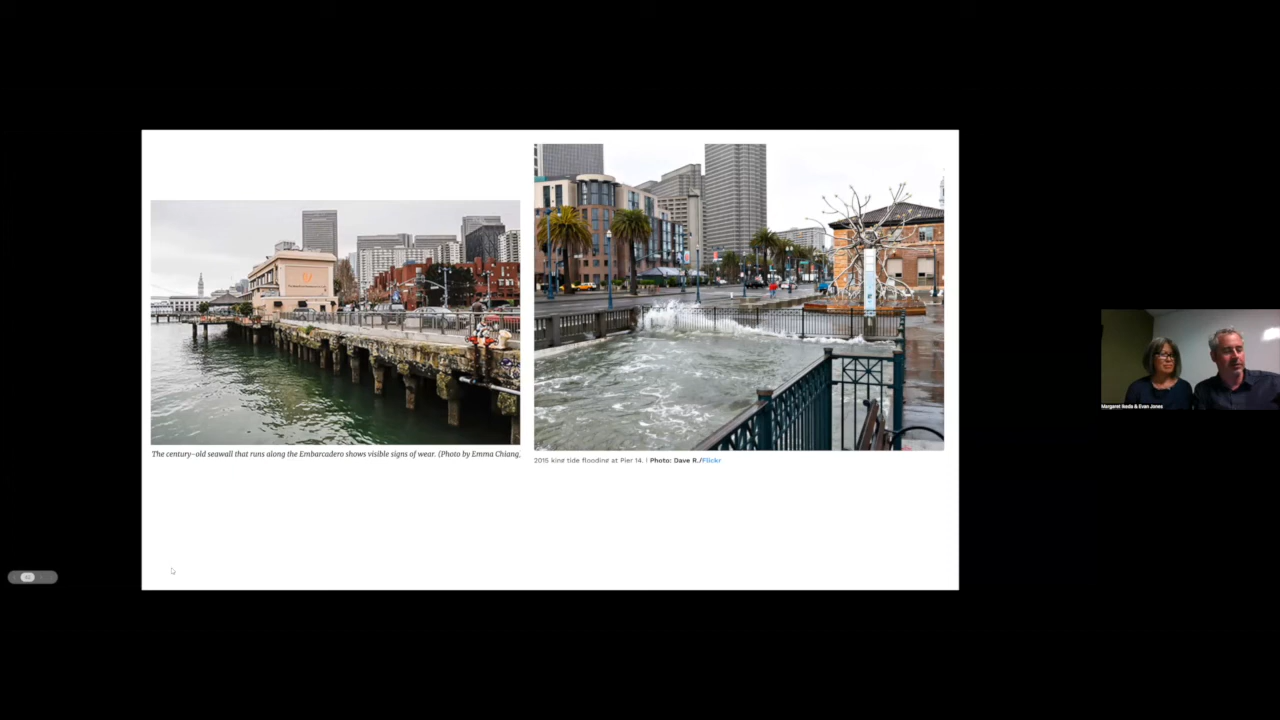 The century-old seawall that runs along the Embarcadero shows visible signs of wear. (Photo by Emma Chiang,
2015 king tide flooding at Pier 14. | Photo: Dave R./Flickr
Margaret Ikeda & Evan Jones